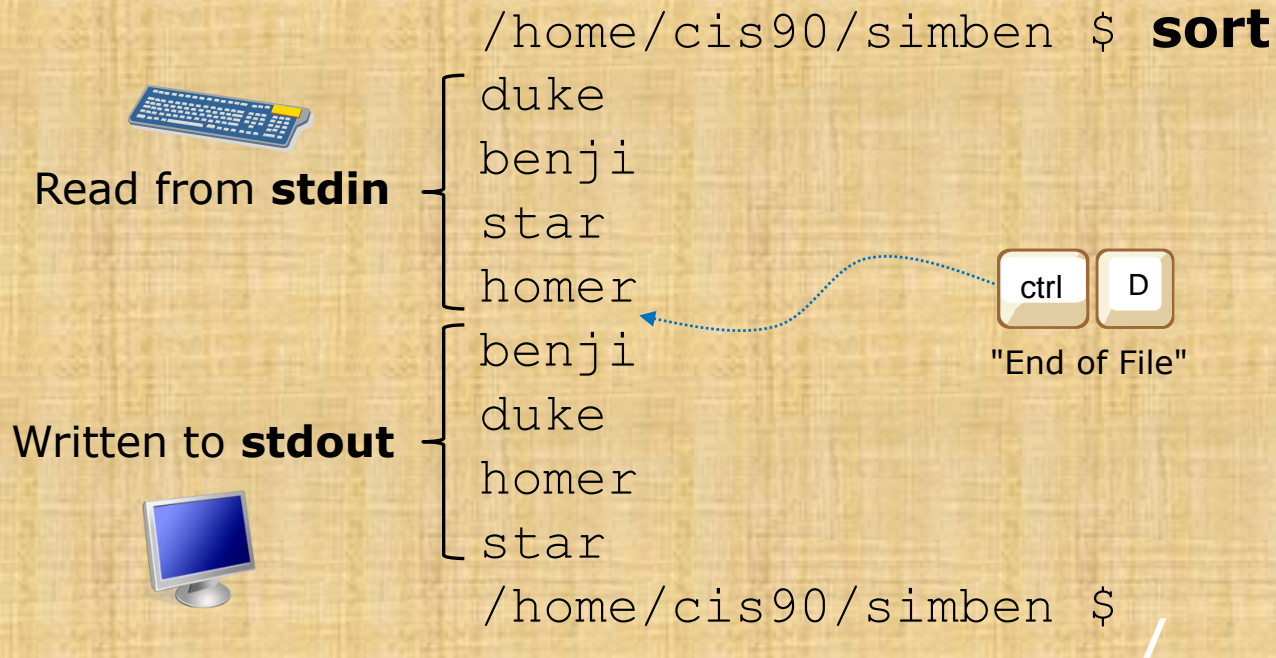 /home/cis90/simben $ sort
duke
benji
Read from stdin
star
homer
ctrl D
"End of File"
benji
duke
Written to stdout
homer
star
/home/cis90/simben $
/